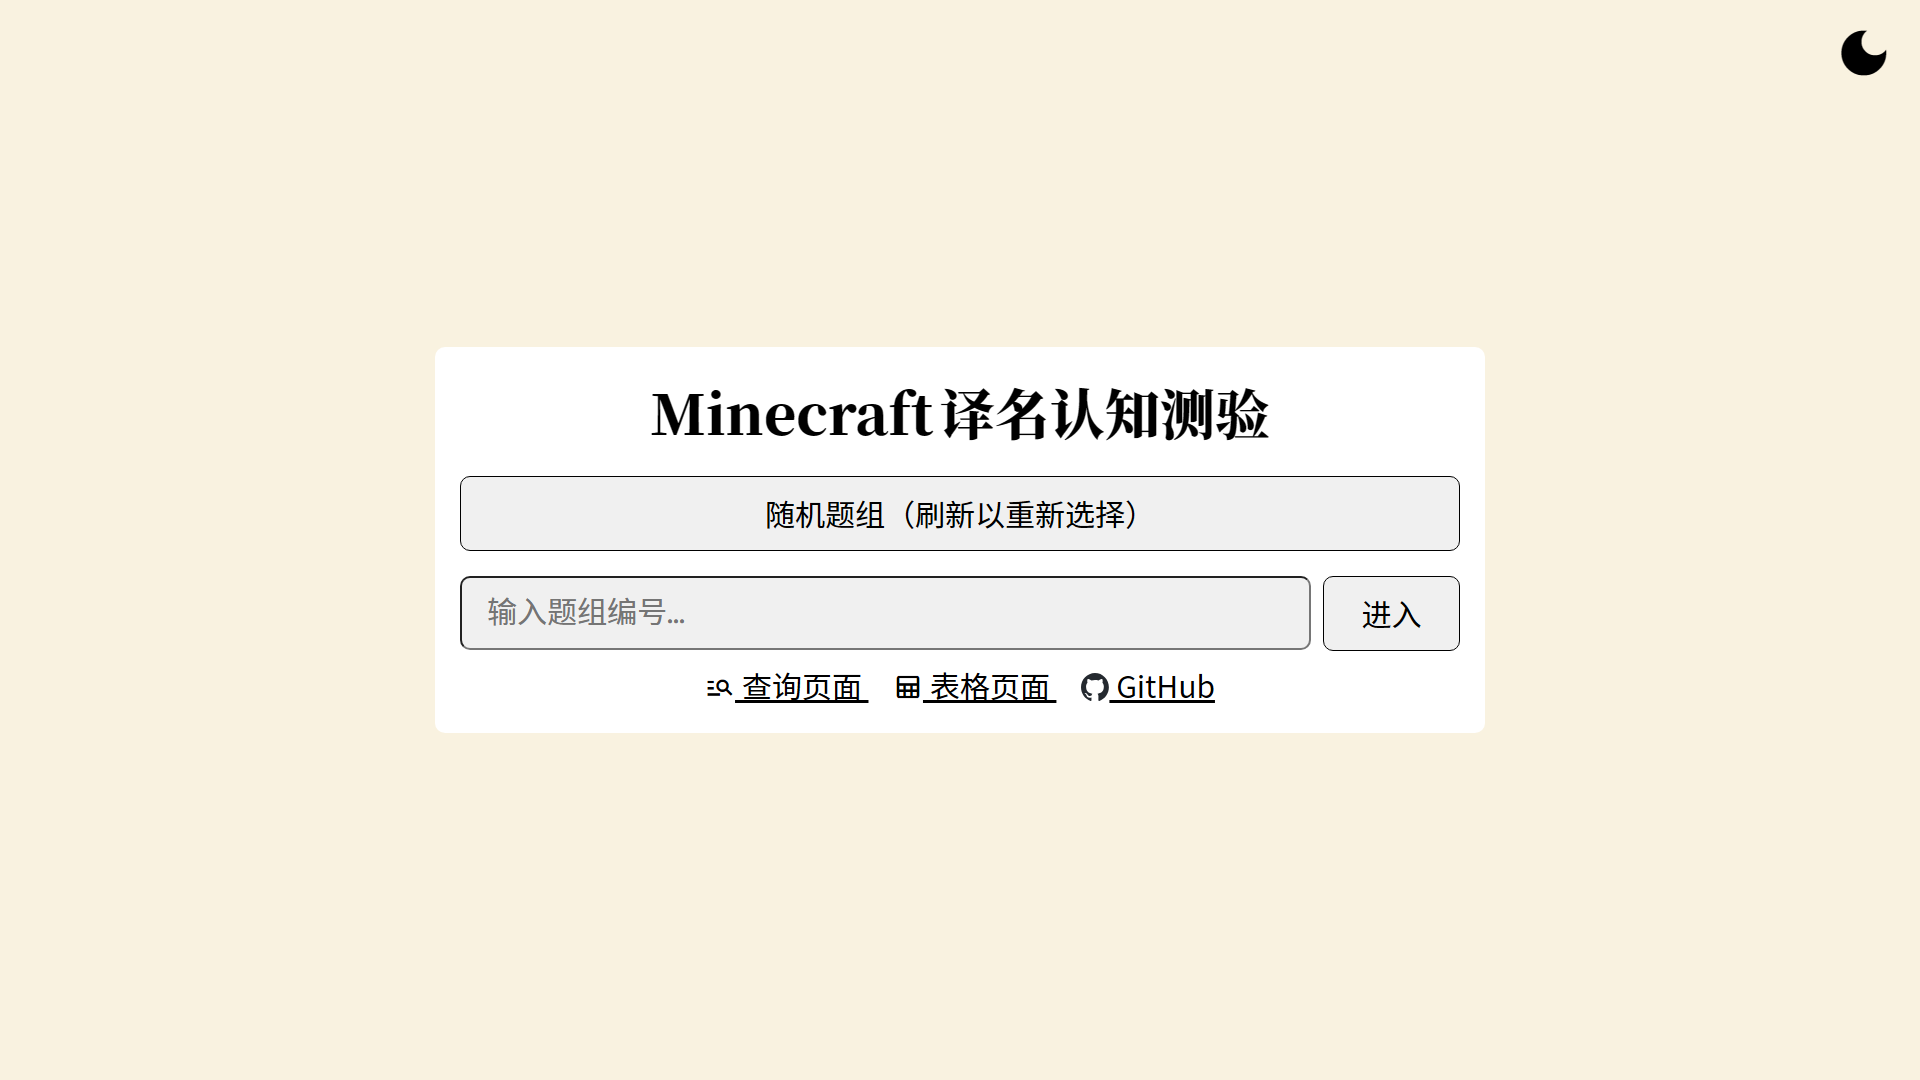 Minecraft译名认知测验
随机题组（刷新以重新选择）
输入题组编号...
进入
查询页面 表格页面 GitHub